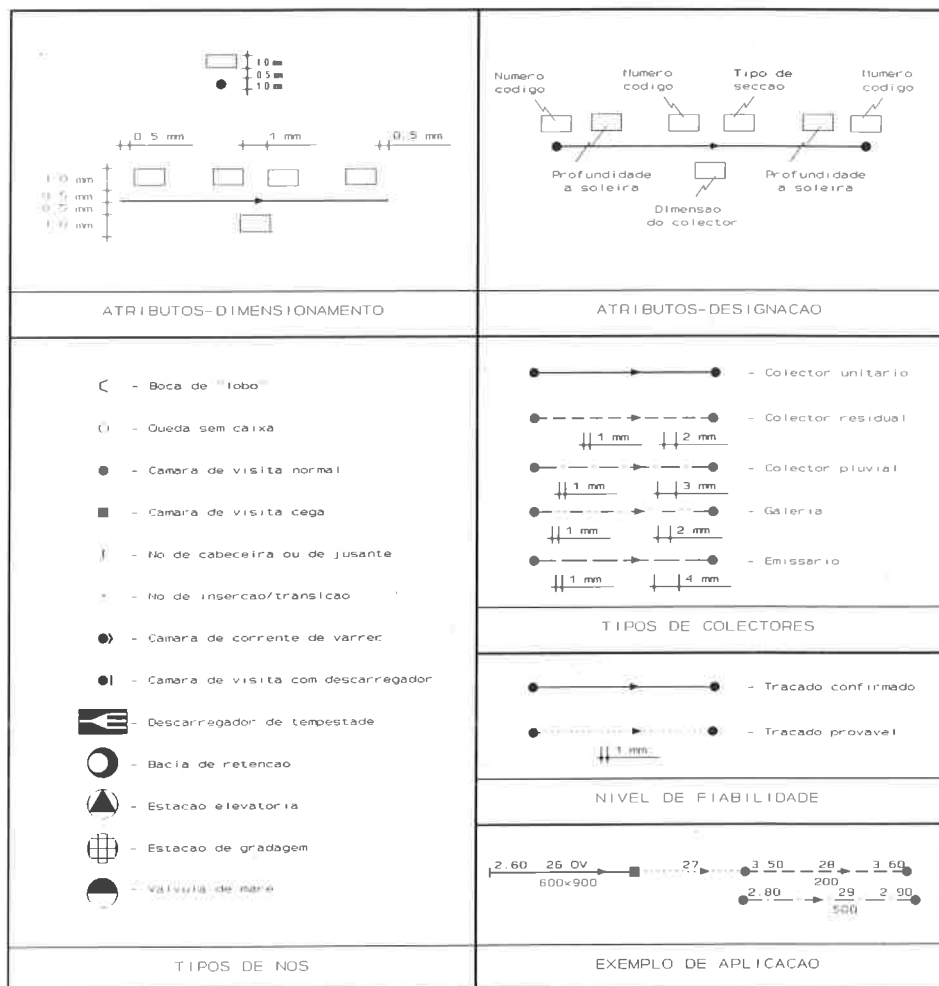 1.0 mm
0.5 mm
1.0 mm
0.5 mm
1 mm
0.5 mm
1.0 mm
0.5 mm
0.5 mm
1.0 mm
ATRIBUTOS-DIMENSIONAMENTO
Numero codigo
Numero codigo
Tipo de seccao
Numero codigo
Profundidade a soleira
Profundidade a soleira
Dimensao do colector
ATRIBUTOS-DESIGNACAO
- Boca de "lobo"
- Queda sem caixa
- Camara de visita normal
- Camara de visita cega
- No de cabeceira ou de jusante
- No de insercao/transicao
- Camara de corrente de varrer
- Camara de visita com descarregador
- Descarregador de tempestade
- Bacia de retencao
- Estacao elevatoria
- Estacao de gradagem
- Valvula de mare
TIPOS DE NOS
- Colector unitario
- Colector residual
1 mm 2 mm
- Colector pluvial
1 mm 3 mm
- Galeria
1 mm 2 mm
- Emissario
1 mm 4 mm
TIPOS DE COLECTORES
- Tracado confirmado
- Tracado provavel
1 mm
NIVEL DE FIABILIDADE
2.60 26 OV 27 3.50 28 3.60
600x900 200
2.80 29 2.90
500
EXEMPLO DE APLICACAO